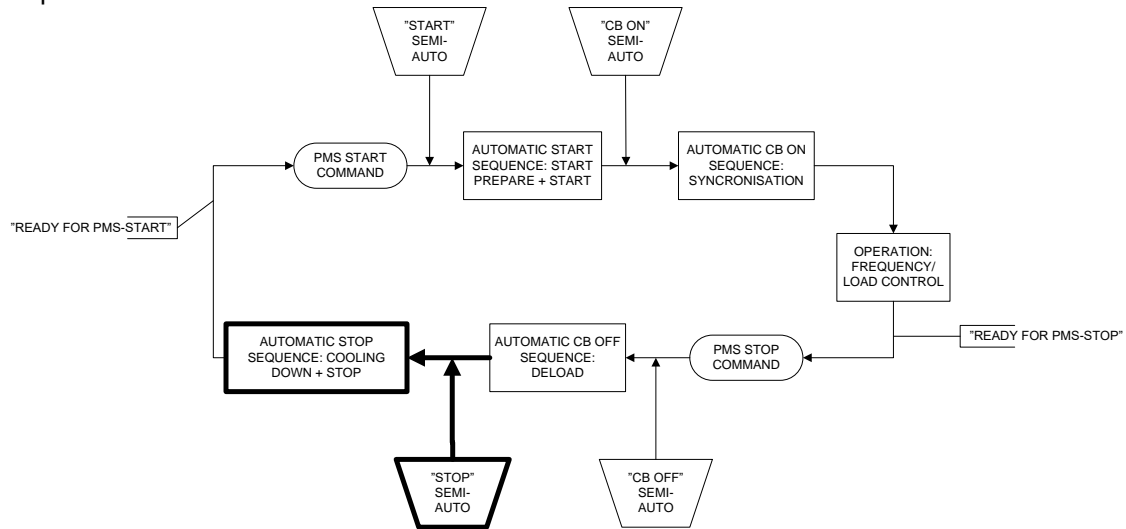 "START"
SEMI-
AUTO
"CB ON"
SEMI-
AUTO
PMS START
COMMAND
AUTOMATIC START
SEQUENCE: START
PREPARE + START
AUTOMATIC CB ON
SEQUENCE:
SYNCRONISATION
"READY FOR PMS-START"
OPERATION:
FREQUENCY/
LOAD CONTROL
"READY FOR PMS-STOP"
AUTOMATIC STOP
SEQUENCE: COOLING
DOWN + STOP
AUTOMATIC CB OFF
SEQUENCE:
DELOAD
PMS STOP
COMMAND
"STOP"
SEMI-
AUTO
"CB OFF"
SEMI-
AUTO